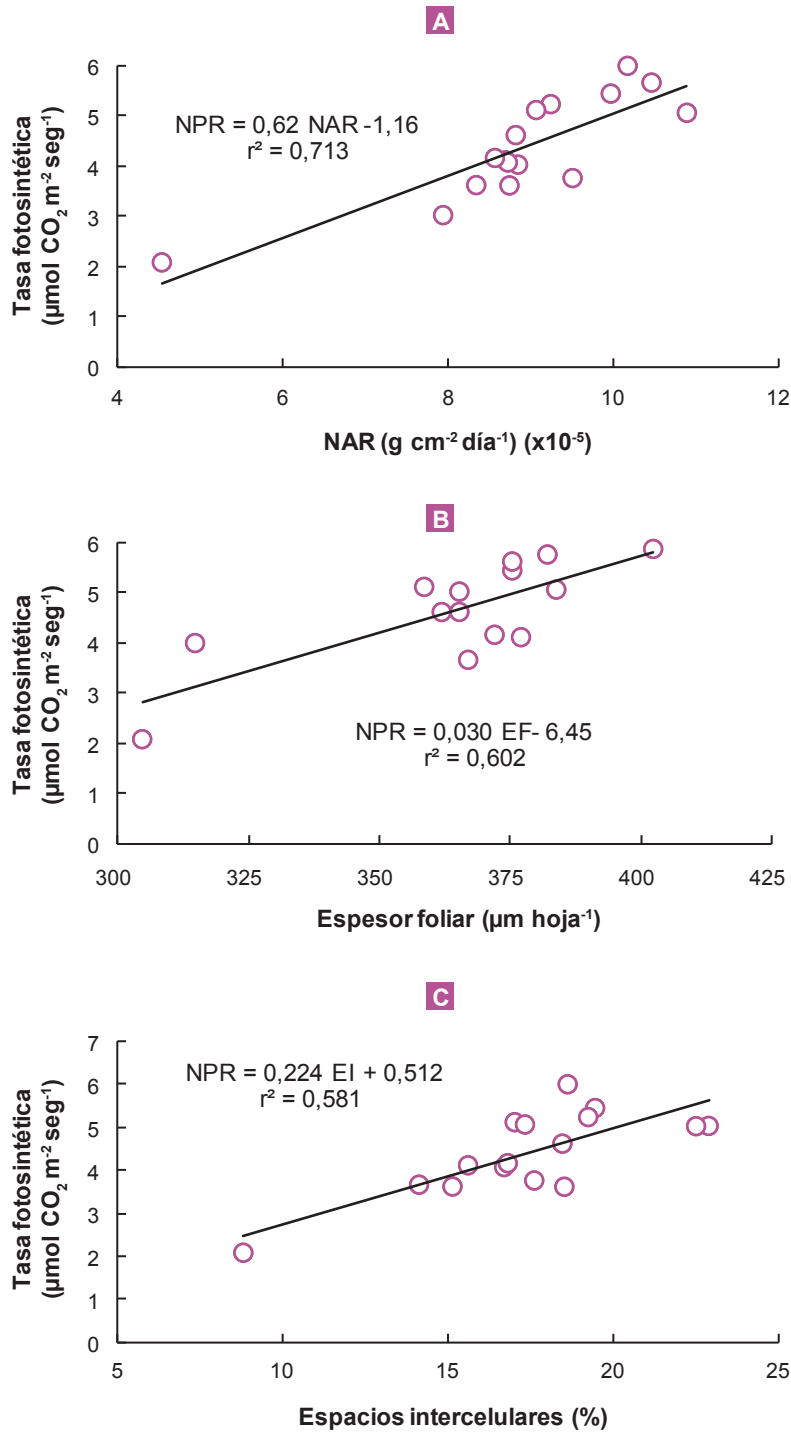 A
Tasa fotosintética
(µmol CO₂ m⁻² seg⁻¹)
6
5
4
3
2
1
0
NPR = 0,62 NAR -1,16
r² = 0,713
4
6
8
10
12
NAR (g cm⁻² día⁻¹) (x10⁻⁵)
B
Tasa fotosintética
(µmol CO₂ m⁻² seg⁻¹)
6
5
4
3
2
1
0
NPR = 0,030 EF- 6,45
r² = 0,602
300
325
350
375
400
425
Espesor foliar (µm hoja⁻¹)
C
Tasa fotosintética
(µmol CO₂ m⁻² seg⁻¹)
7
6
5
4
3
2
1
0
NPR = 0,224 EI + 0,512
r² = 0,581
5
10
15
20
25
Espacios intercelulares (%)